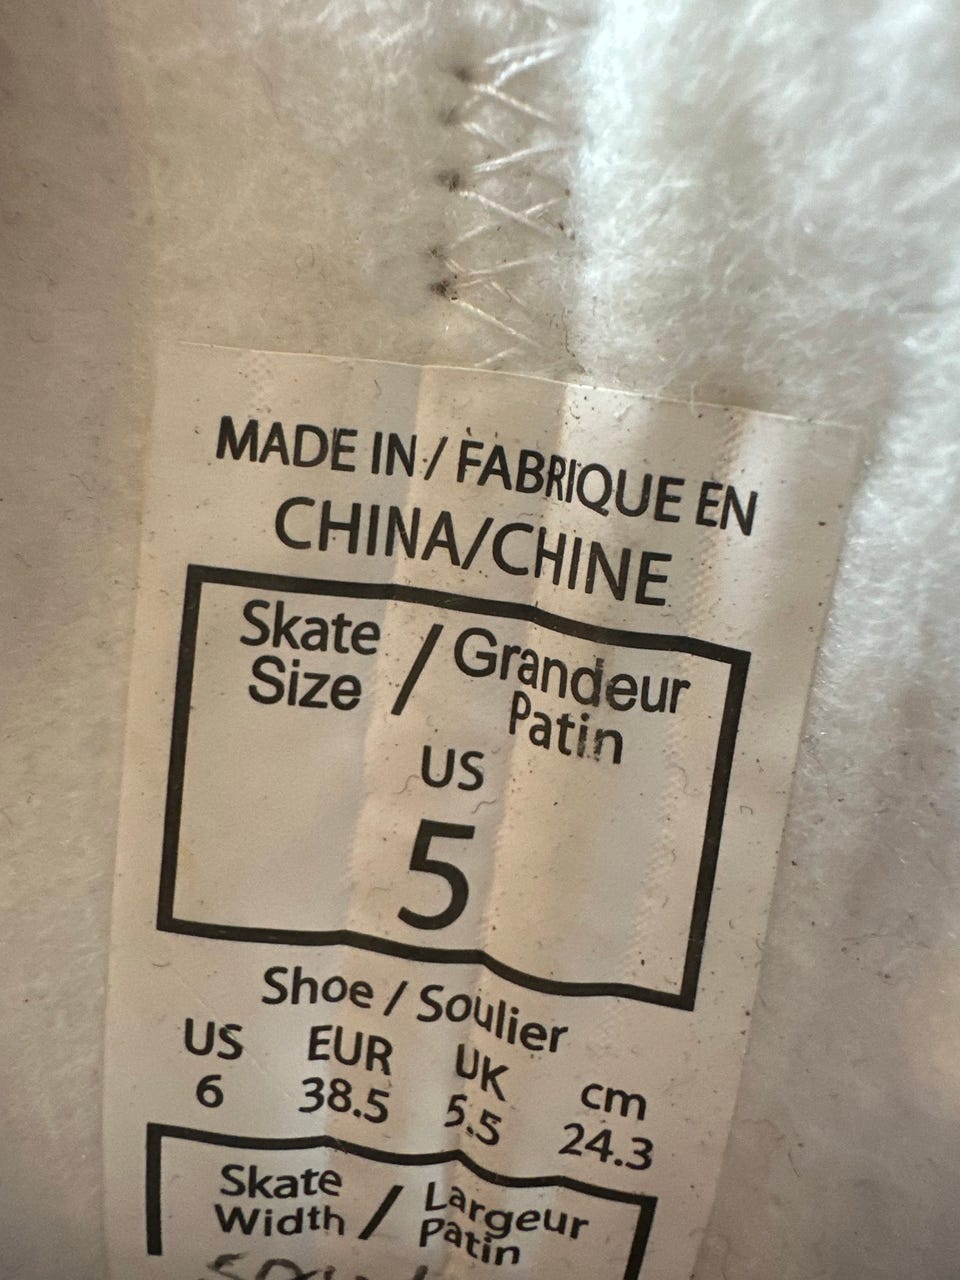 MADE IN / FABRIQUE EN
CHINA/CHINE
Skate Size / Grandeur Patin
US
5
Shoe / Soulier
US EUR UK cm
6 38.5 5.5 24.3
Skate Width / Largeur Patin